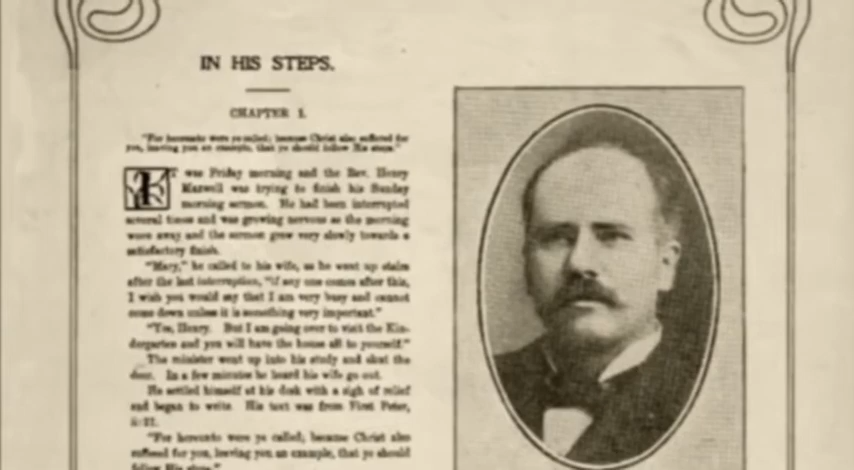 IN HIS STEPS.
CHAPTER I.
"For hereunto were ye called; because Christ also suffered for
you, leaving you an example, that ye should follow His steps."
IT was Friday morning and the Rev. Henry
Maxwell was trying to finish his Sunday
morning sermon. He had been interrupted
several times and was growing nervous as the morning
wore away and the sermon grew very slowly towards a
satisfactory finish.
"Mary," he called to his wife, as he went up stairs
after the last interruption, "if any one comes after this,
I wish you would say that I am very busy and cannot
come down unless it is something very important."
"Yes, Henry. But I am going over to visit the Kin-
dergarten and you will have the house all to yourself."
The minister went up into his study and shut the
door. In a few minutes he heard his wife go out.
He settled himself at his desk with a sigh of relief
and began to write. His text was from First Peter,
ii:21.
"For hereunto were ye called; because Christ also
suffered for you, leaving you an example, that ye should
follow His steps."